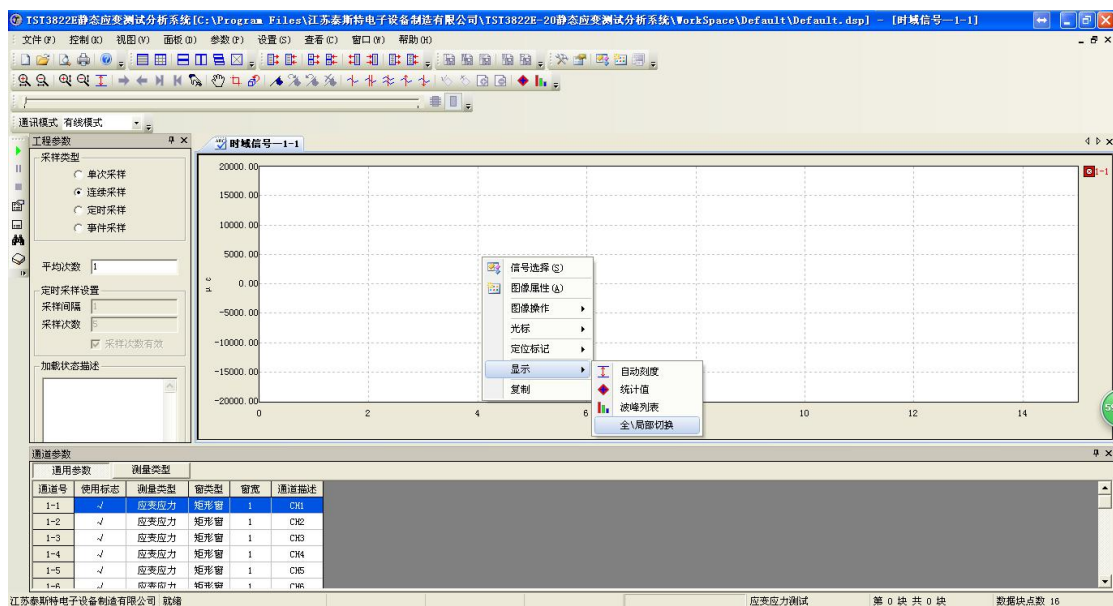 TST3822E静态应变测试分析系统[C:\Program Files\江苏泰斯特电子设备制造有限公司\TST3822E-20静态应变测试分析系统\WorkSpace\Default\Default.dsp] - [时域信号—1-1]
文件(F) 控制(K) 视图(V) 面板(D) 参数(P) 设置(S) 查看(C) 窗口(W) 帮助(H)
通讯模式 有线模式
工程参数
时域信号—1-1
采样类型
单次采样
连续采样
定时采样
事件采样
平均次数 1
定时采样设置
采样间隔 1
采样次数 5
采样次数有效
加载状态描述
20000.00
15000.00
10000.00
5000.00
0.00
-5000.00
-10000.00
-15000.00
-20000.00
με
0 2 4 6 10 12 14
1-1
信号选择(S)
图像属性(A)
图像操作
光标
定位标记
显示
复制
自动刻度
统计值
波峰列表
全\局部切换
通道参数
通用参数 测量类型
通道号 使用标志 测量类型 窗类型 窗宽 通道描述
1-1 √ 应变应力 矩形窗 1 CH1
1-2 √ 应变应力 矩形窗 1 CH2
1-3 √ 应变应力 矩形窗 1 CH3
1-4 √ 应变应力 矩形窗 1 CH4
1-5 √ 应变应力 矩形窗 1 CH5
1-6 √ 应变应力 矩形窗 1 CH6
江苏泰斯特电子设备制造有限公司 就绪 应变应力测试 第 0 块 共 0 块 数据块点数 16